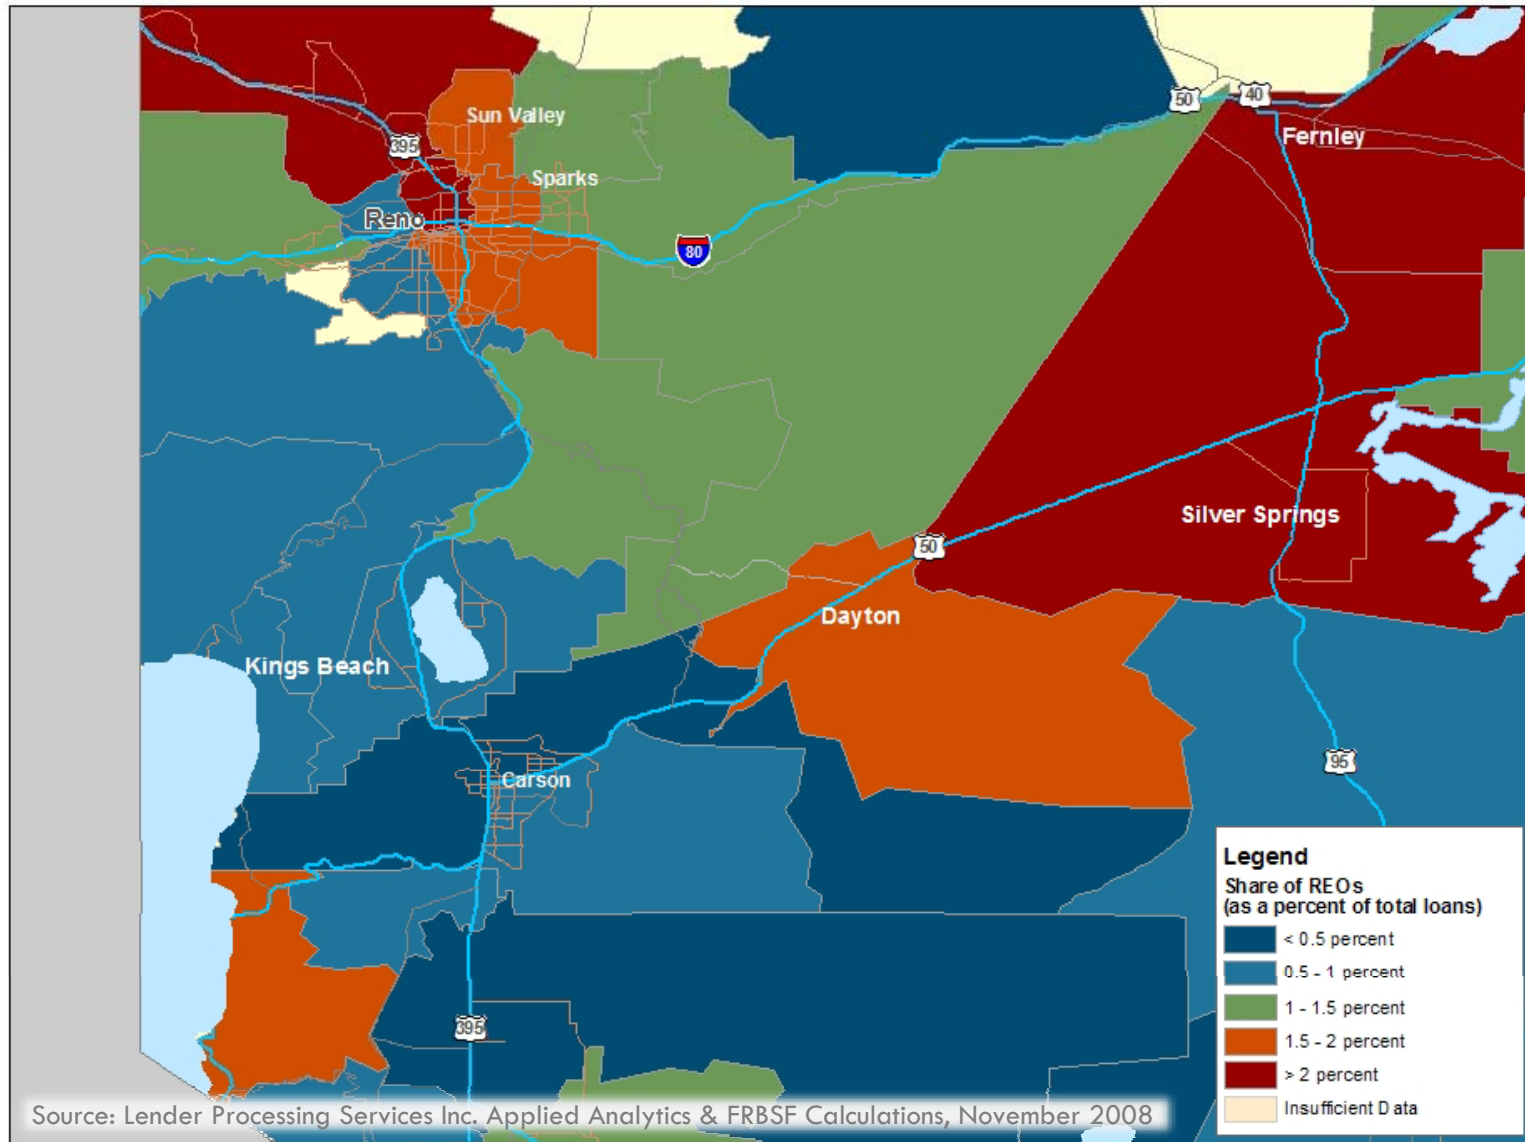 Sun Valley
50
40
395
Fernley
Sparks
Reno
80
Silver Springs
50
Dayton
Kings Beach
95
Carson
Legend
Share of REOs
(as a percent of total loans)
< 0.5 percent
0.5 - 1 percent
1 - 1.5 percent
1.5 - 2 percent
> 2 percent
Insufficient Data
395
Source: Lender Processing Services Inc. Applied Analytics & FRBSF Calculations, November 2008